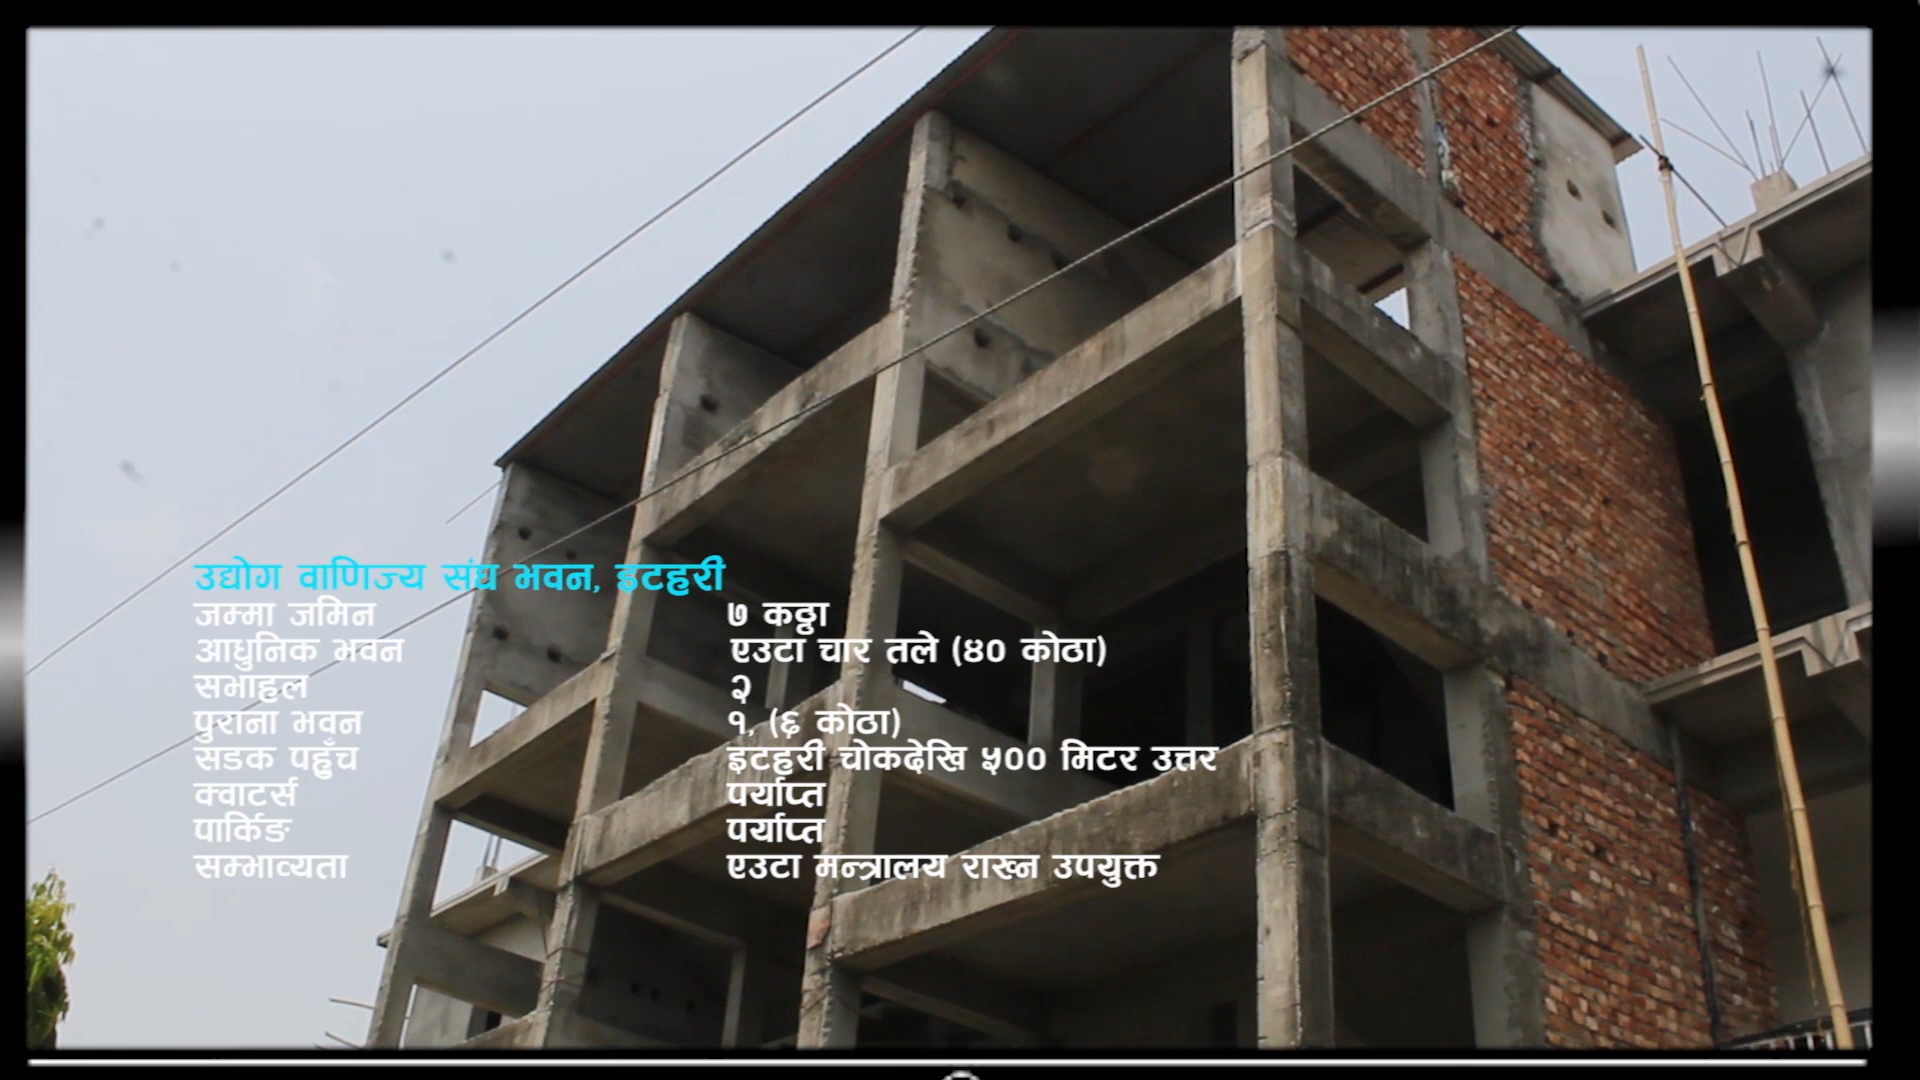 उद्योग वाणिज्य संघ भवन, इटहरी
जम्मा जमिन ७ कठ्ठा
आधुनिक भवन एउटा चार तले (४० कोठा)
सभाहल २
पुराना भवन १, (६ कोठा)
सडक पहुँच इटहरी चोकदेखि ५०० मिटर उत्तर
क्वाटर्स पर्याप्त
पार्किङ पर्याप्त
सम्भाव्यता एउटा मन्त्रालय राख्न उपयुक्त